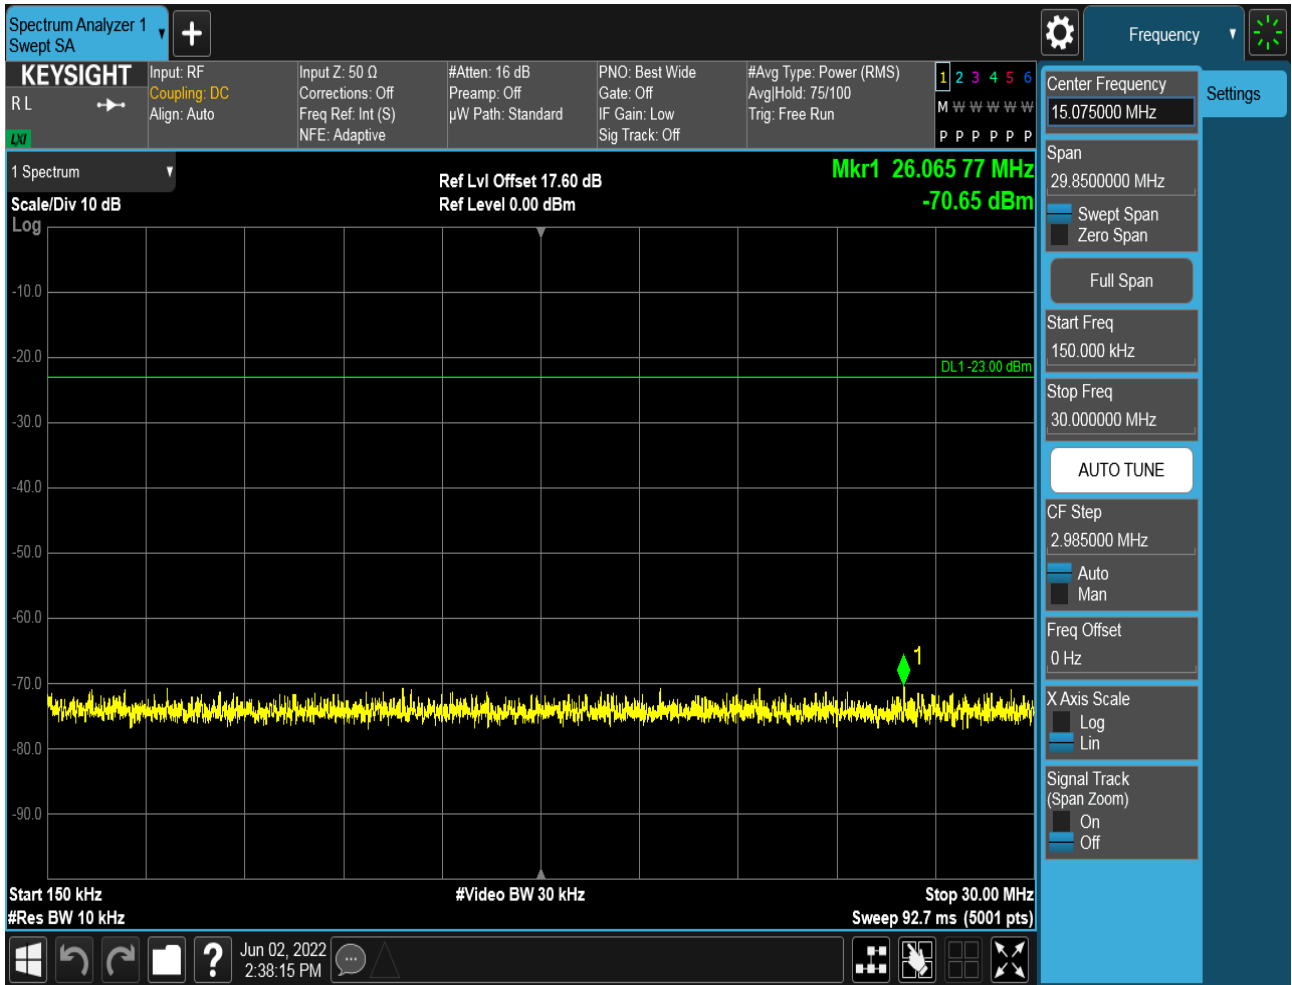 Spectrum Analyzer 1
Swept SA
Frequency
KEYSIGHT
R L
LXI
Input: RF
Coupling: DC
Align: Auto
Input Z: 50 Ω
Corrections: Off
Freq Ref: Int (S)
NFE: Adaptive
#Atten: 16 dB
Preamp: Off
µW Path: Standard
PNO: Best Wide
Gate: Off
IF Gain: Low
Sig Track: Off
#Avg Type: Power (RMS)
Avg|Hold: 75/100
Trig: Free Run
1 2 3 4 5 6
M W W W W W
P P P P P P
1 Spectrum
Scale/Div 10 dB
Log
Ref Lvl Offset 17.60 dB
Ref Level 0.00 dBm
Mkr1 26.065 77 MHz
-70.65 dBm
-10.0
-20.0
DL1 -23.00 dBm
-30.0
-40.0
-50.0
-60.0
1
-70.0
-80.0
-90.0
Start 150 kHz
#Res BW 10 kHz
#Video BW 30 kHz
Stop 30.00 MHz
Sweep 92.7 ms (5001 pts)
Jun 02, 2022
2:38:15 PM
Center Frequency
15.075000 MHz
Settings
Span
29.8500000 MHz
Swept Span
Zero Span
Full Span
Start Freq
150.000 kHz
Stop Freq
30.000000 MHz
AUTO TUNE
CF Step
2.985000 MHz
Auto
Man
Freq Offset
0 Hz
X Axis Scale
Log
Lin
Signal Track
(Span Zoom)
On
Off